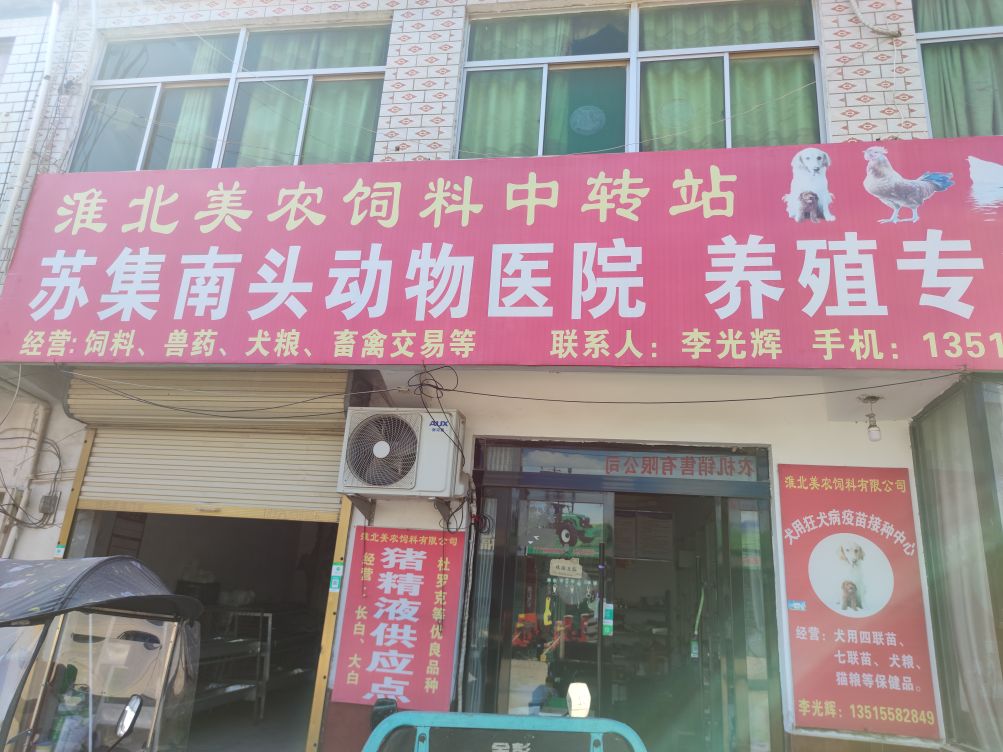 淮北美农饲料中转站
苏集南头动物医院 养殖专
经营:饲料、兽药、犬粮、畜禽交易等 联系人：李光辉 手机：1351
AUX
农机销售有限公司
淮北美农饲料有限公司
猪精液供应点
经营：长白、大白
杜罗克等优良品种
淮北美农饲料有限公司
犬用狂犬病疫苗接种中心
经营：犬用四联苗、
七联苗、犬粮、
猫粮等保健品。
李光辉：13515582849
金彭